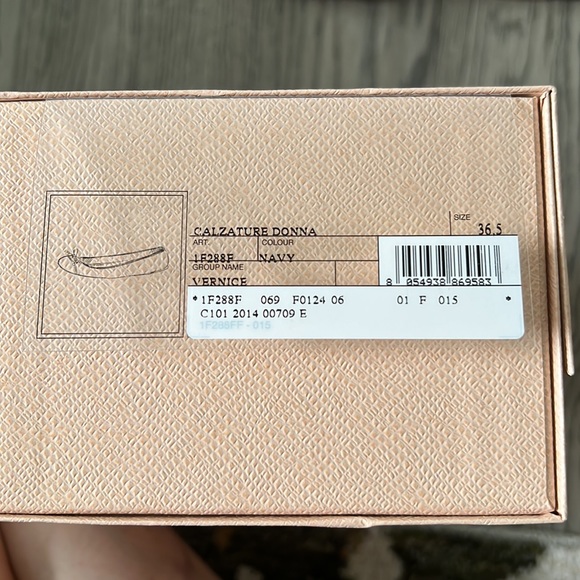 SIZE
CALZATURE DONNA 36.5
ART. COLOUR
1F288F NAVY
GROUP NAME
VERNICE
8 054938 869583
* 1F288F 069 F0124 06 01 F 015 *
C101 2014 00709 E
1F288FF - 015